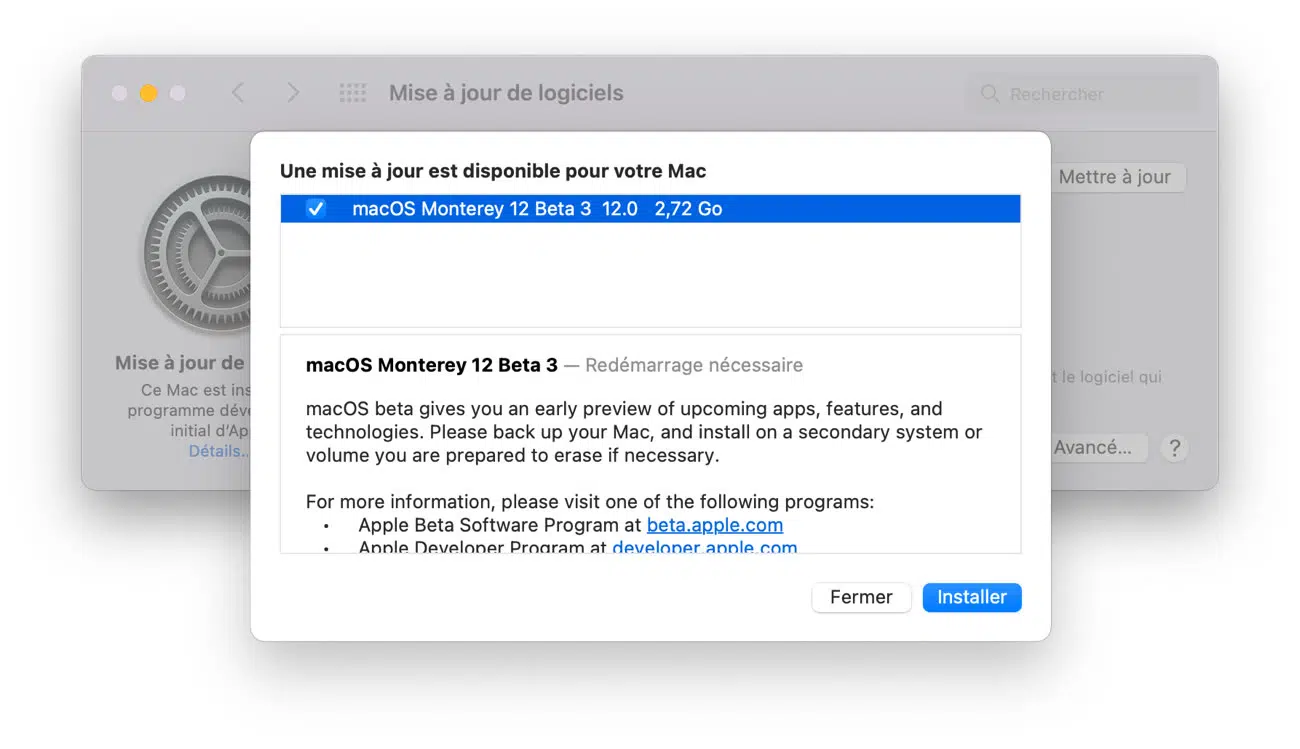 Mise à jour de logiciels
Rechercher
Une mise à jour est disponible pour votre Mac
Mettre à jour
macOS Monterey 12 Beta 3 12.0 2,72 Go
macOS Monterey 12 Beta 3 — Redémarrage nécessaire
Mise à jour de
Ce Mac est ins
t le logiciel qui
programme déve
initial d'Ap
Détails..
macOS beta gives you an early preview of upcoming apps, features, and
technologies. Please back up your Mac, and install on a secondary system or
volume you are prepared to erase if necessary.
Avancé...
?
For more information, please visit one of the following programs:
• Apple Beta Software Program at beta.apple.com
• Apple Developer Program at developer.apple.com
Fermer
Installer